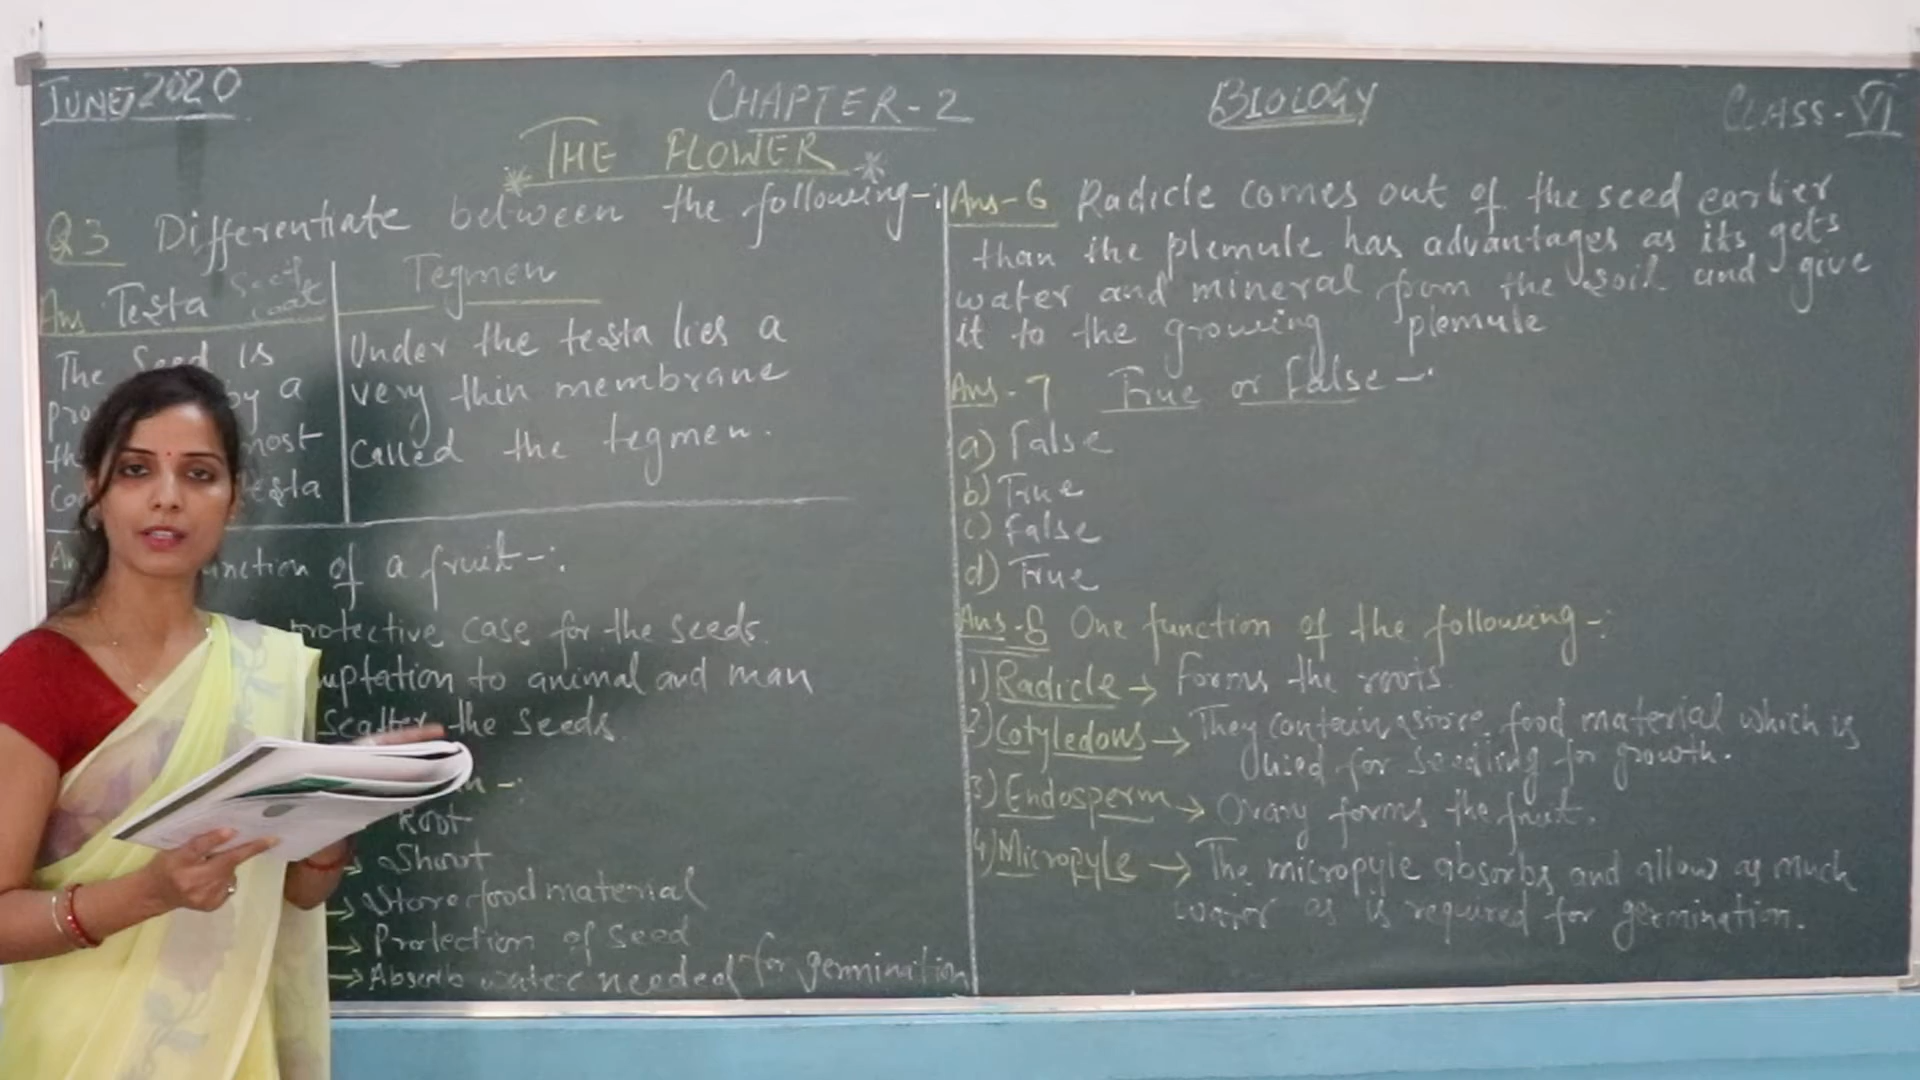 JUNE, 2020
CHAPTER-2
BIOLOGY
CLASS-VI
* THE FLOWER *
Q3 Differentiate between the following-:
Ans Testa Seed coat
The Seed is
by a
most
testa
Tegmen
Under the testa lies a
very thin membrane
Called the tegmen.
function of a fruit-:
protective case for the seeds.
to animal and man
Scatter the Seeds.
Root
→ Shoot
→ Store food material
→ Protection of seed
→ Absorb water needed for germination
Ans-6 Radicle comes out of the seed earlier
than the plemule has advantages as its gets
water and mineral from the soil and give
it to the growing plemule
Ans-7 True or False-:
a) False
b) True
c) False
d) True
Ans-8 One function of the following-:
1) Radicle → Forms the roots.
2) Cotyledons → They contain store food material which is
used for seedling for growth.
3) Endosperm → Ovary forms the fruit.
4) Micropyle → The micropyle absorbs and allow as much
water as is required for germination.